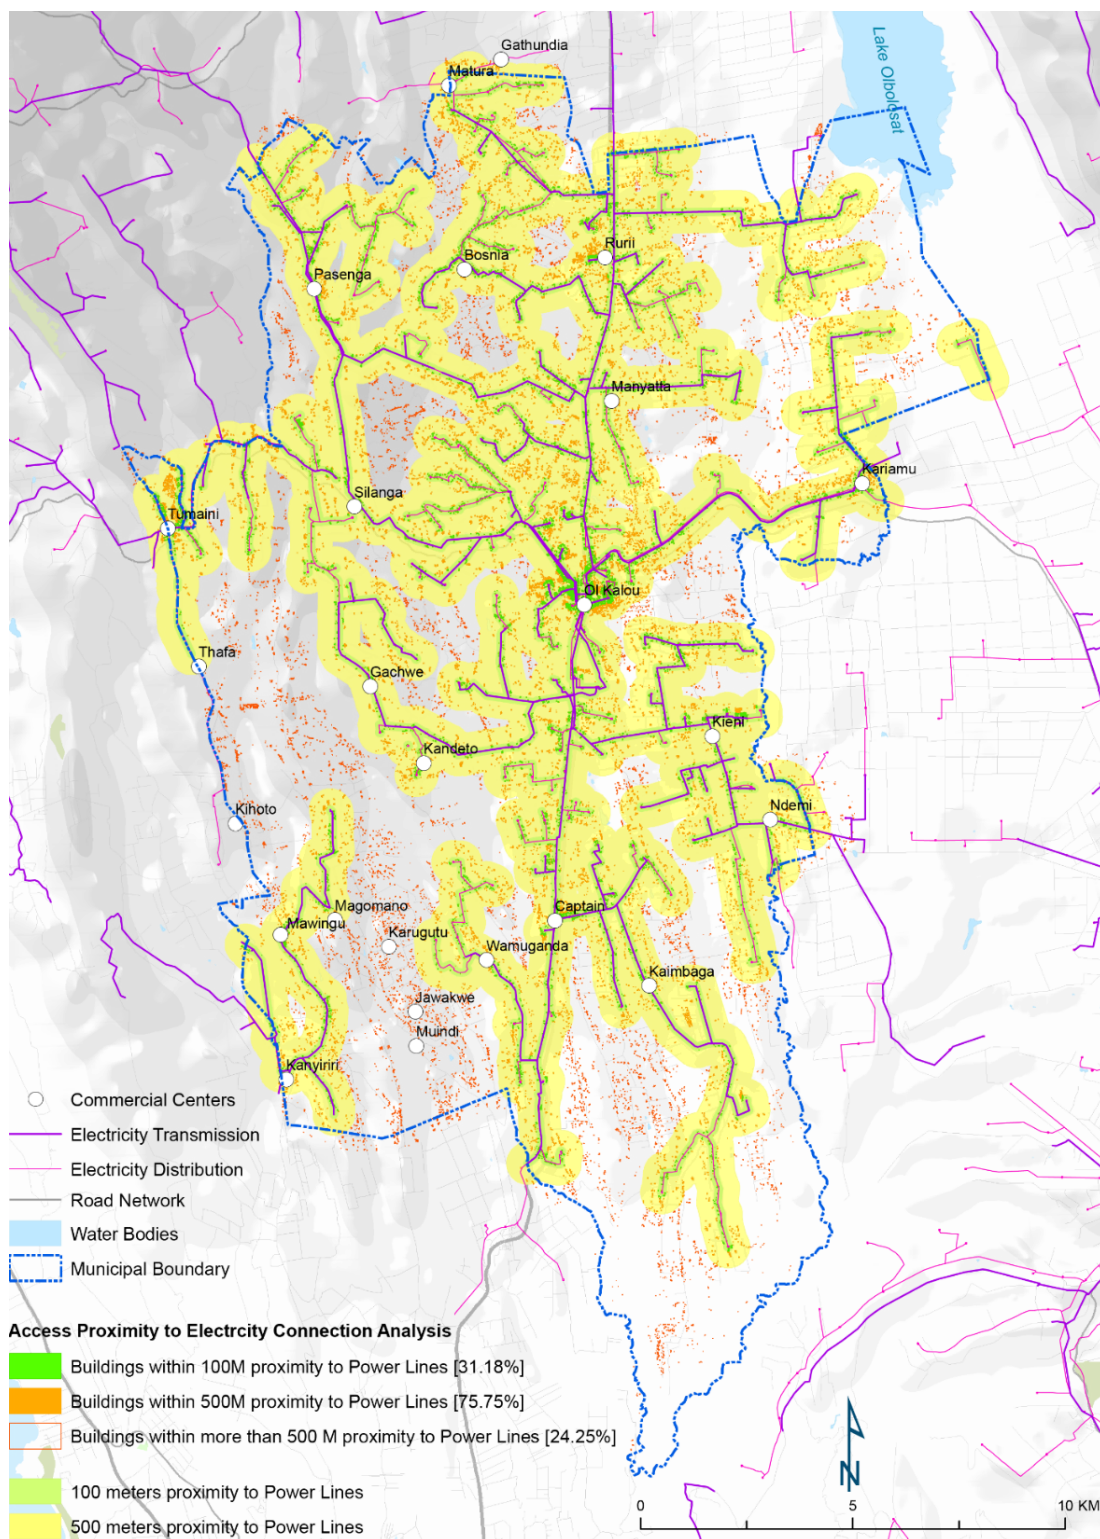 Gathundia
Matura
Lake Olbolosat
Rurii
Bosnia
Pasenga
Manyatta
Kariamu
Silanga
Tumaini
Ol Kalou
Thafa
Gachwe
Kieni
Kandeto
Ndemi
Kihoto
Magomano
Captain
Mawingu
Karugutu
Wamuganda
Kaimbaga
Jawakwe
Muindi
Kanyiriri
Commercial Centers
Electricity Transmission
Electricity Distribution
Road Network
Water Bodies
Municipal Boundary
Access Proximity to Electrcity Connection Analysis
Buildings within 100M proximity to Power Lines [31.18%]
Buildings within 500M proximity to Power Lines [75.75%]
Buildings within more than 500 M proximity to Power Lines [24.25%]
100 meters proximity to Power Lines
500 meters proximity to Power Lines
N
0 5 10 KM